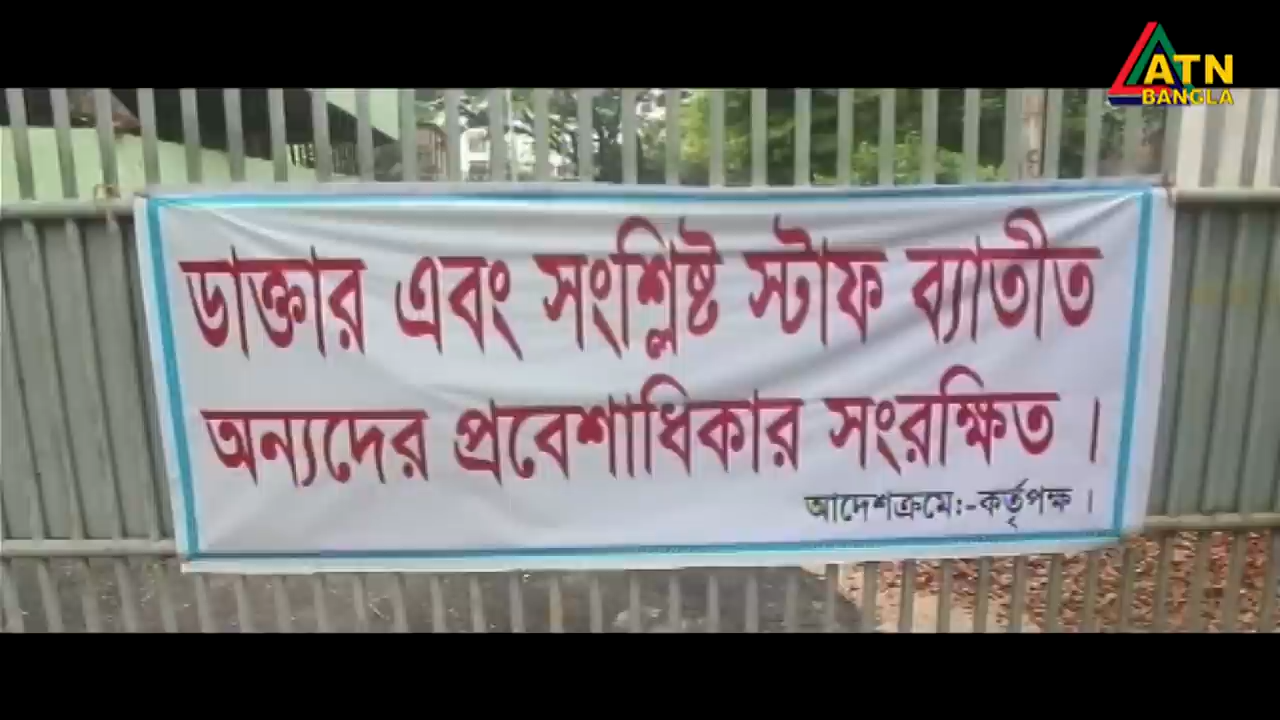 ATN
BANGLA
ডাক্তার এবং সংশ্লিষ্ট স্টাফ ব্যাতীত
অন্যদের প্রবেশাধিকার সংরক্ষিত ।
আদেশক্রমে:-কর্তৃপক্ষ ।